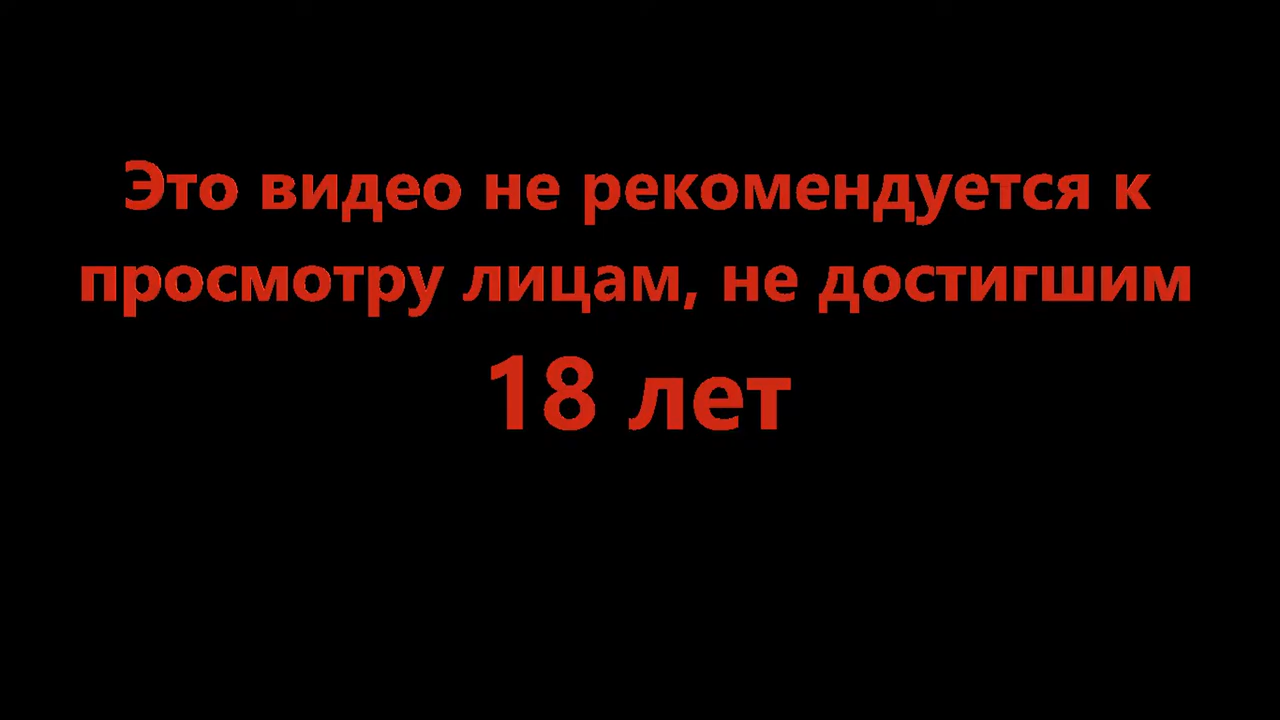 Это видео не рекомендуется к
просмотру лицам, не достигшим
18 лет